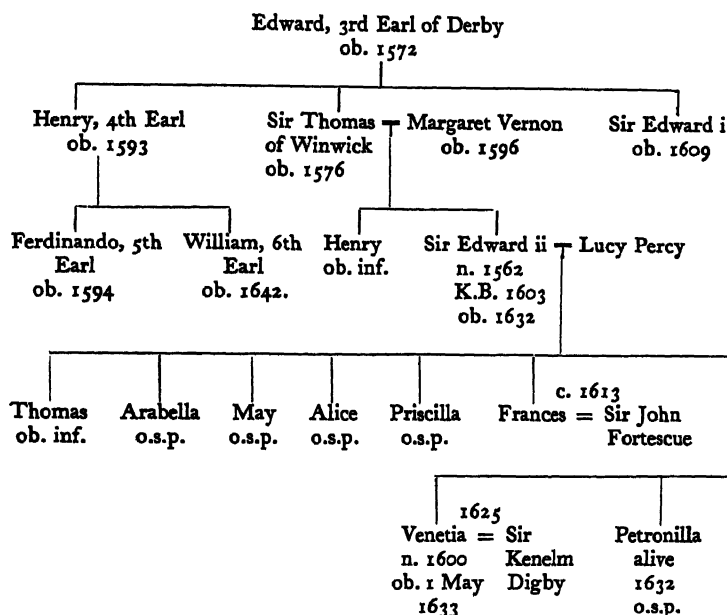 Edward, 3rd Earl of Derby
ob. 1572
Henry, 4th Earl
ob. 1593
Sir Thomas
of Winwick
ob. 1576
Margaret Vernon
ob. 1596
Sir Edward i
ob. 1609
Ferdinando, 5th
Earl
ob. 1594
William, 6th
Earl
ob. 1642.
Henry
ob. inf.
Sir Edward ii
n. 1562
K.B. 1603
ob. 1632
Lucy Percy
Thomas
ob. inf.
Arabella
o.s.p.
May
o.s.p.
Alice
o.s.p.
Priscilla
o.s.p.
c. 1613
Frances = Sir John
Fortescue
1625
Venetia = Sir
n. 1600 Kenelm
ob. 1 May Digby
1633
Petronilla
alive
1632
o.s.p.